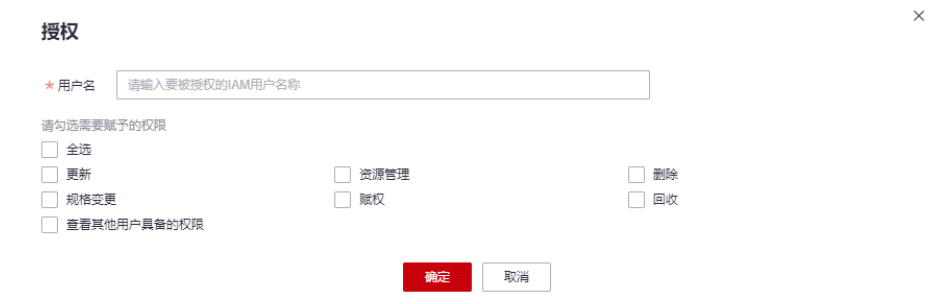 授权
* 用户名 请输入要被授权的IAM用户名称
请勾选需要赋予的权限
全选
更新 资源管理 删除
规格变更 赋权 回收
查看其他用户具备的权限
确定 取消